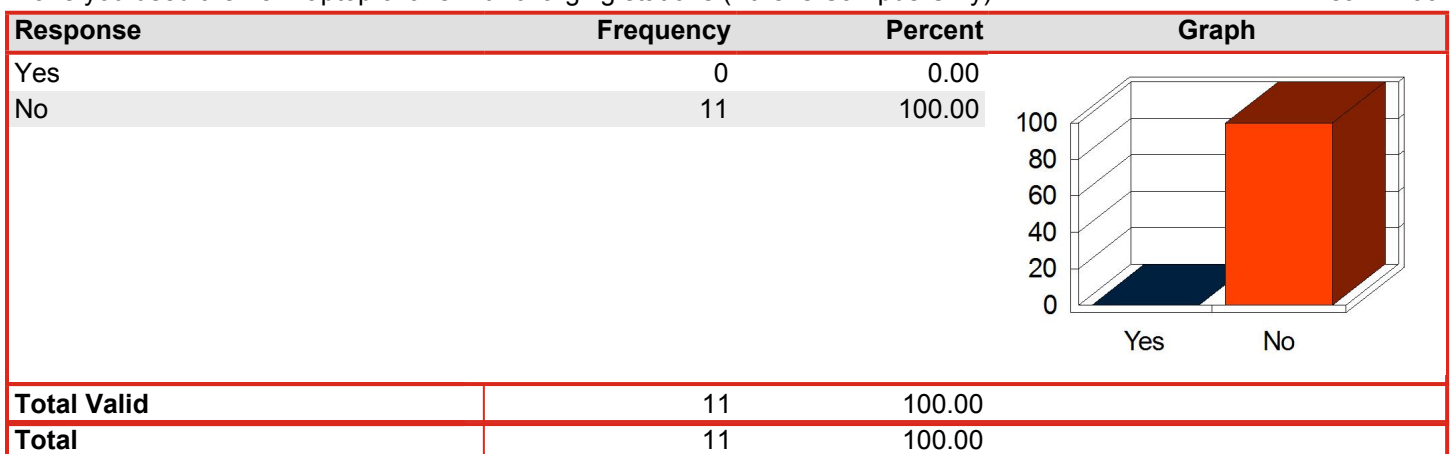 Response Frequency Percent Graph
Yes 0 0.00
No 11 100.00
100
80
60
40
20
0
Yes No
Total Valid 11 100.00
Total 11 100.00